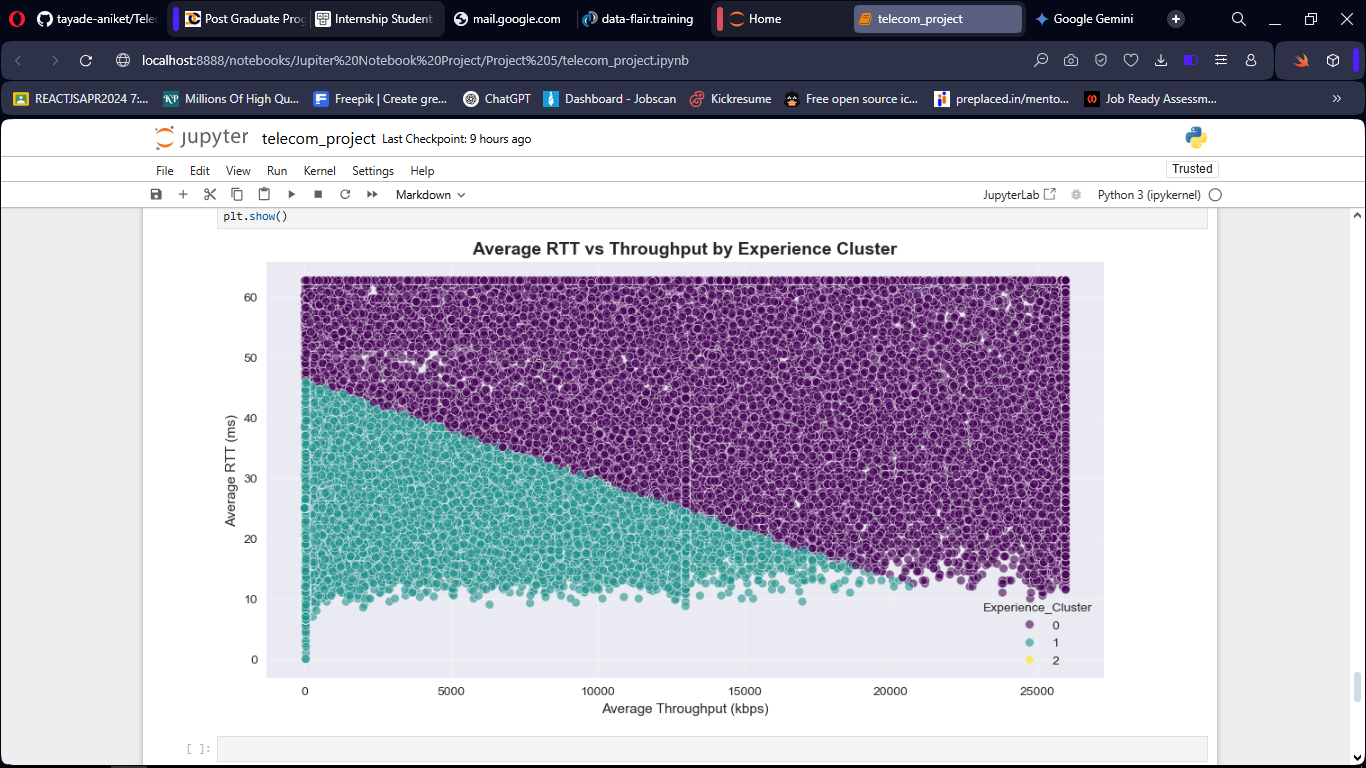 tayade-aniket/Tele
Post Graduate Prog
Internship Student
mail.google.com
data-flair.training
Home
telecom_project
Google Gemini
localhost:8888/notebooks/Jupiter%20Notebook%20Project/Project%205/telecom_project.ipynb
REACTJSAPR2024 7:...
Millions Of High Qu...
Freepik | Create gre...
ChatGPT
Dashboard - Jobscan
Kickresume
Free open source ic...
preplaced.in/mento...
Job Ready Assessm...
jupyter telecom_project Last Checkpoint: 9 hours ago
File Edit View Run Kernel Settings Help
Trusted
Markdown
JupyterLab
Python 3 (ipykernel)
plt.show()
Average RTT vs Throughput by Experience Cluster
60
50
40
30
20
10
0
Average RTT (ms)
Experience_Cluster
0
1
2
0 5000 10000 15000 20000 25000
Average Throughput (kbps)
[ ]: